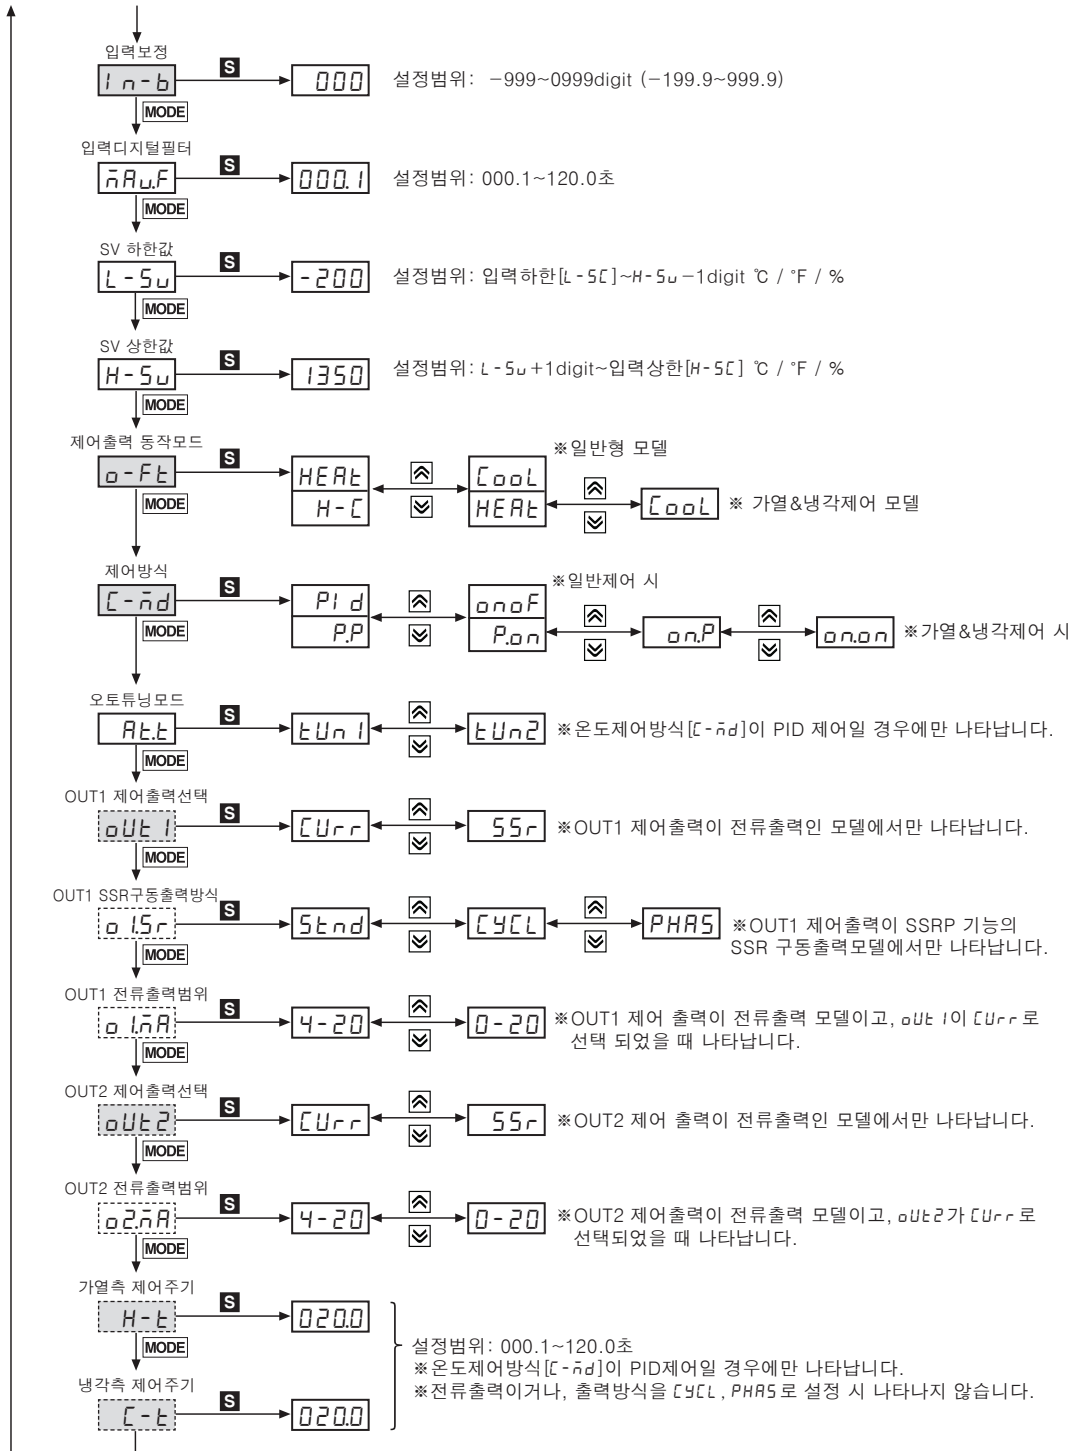 입력보정
In-b S 000 설정범위: −999~0999digit (−199.9~999.9)
MODE
입력디지털필터
mAv.F S 000.1 설정범위: 000.1~120.0초
MODE
SV 하한값
L-Sv S -200 설정범위: 입력하한[L-SC]~H-Sv−1digit ℃ / °F / %
MODE
SV 상한값
H-Sv S 1350 설정범위: L-Sv+1digit~입력상한[H-SC] ℃ / °F / %
MODE
제어출력 동작모드
※일반형 모델
o-Ft S HEAt CooL
H-C HEAt CooL ※ 가열&냉각제어 모델
MODE
제어방식
※일반제어 시
C-md S PId onoF
P.P P.on on.P on.on ※가열&냉각제어 시
MODE
오토튜닝모드
At.t S tUn1 tUn2 ※온도제어방식[C-md]이 PID 제어일 경우에만 나타납니다.
MODE
OUT1 제어출력선택
oUt1 S CUrr SSr ※OUT1 제어출력이 전류출력인 모델에서만 나타납니다.
MODE
OUT1 SSR구동출력방식
o1.Sr S Stnd CYCL PHAS ※OUT1 제어출력이 SSRP 기능의
SSR 구동출력모델에서만 나타납니다.
MODE
OUT1 전류출력범위
o1.mA S 4-20 0-20 ※OUT1 제어 출력이 전류출력 모델이고, oUt1이 CUrr로
선택 되었을 때 나타납니다.
MODE
OUT2 제어출력선택
oUt2 S CUrr SSr ※OUT2 제어 출력이 전류출력인 모델에서만 나타납니다.
MODE
OUT2 전류출력범위
o2.mA S 4-20 0-20 ※OUT2 제어출력이 전류출력 모델이고, oUt2가 CUrr로
선택되었을 때 나타납니다.
MODE
가열측 제어주기
H-t S 020.0
MODE
설정범위: 000.1~120.0초
※온도제어방식[C-md]이 PID제어일 경우에만 나타납니다.
※전류출력이거나, 출력방식을 CYCL, PHAS로 설정 시 나타나지 않습니다.
냉각측 제어주기
C-t S 020.0